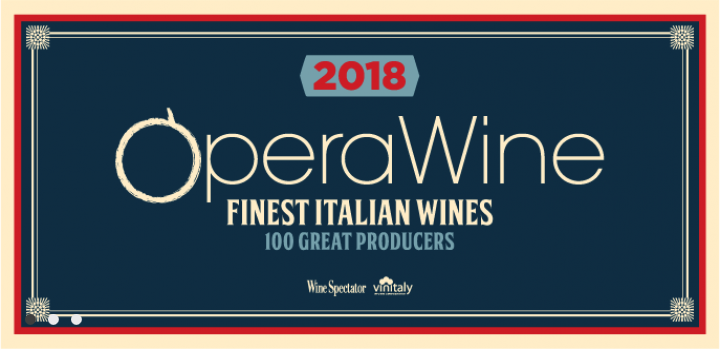 2018
OperaWine
FINEST ITALIAN WINES
100 GREAT PRODUCERS
Wine Spectator vinitaly